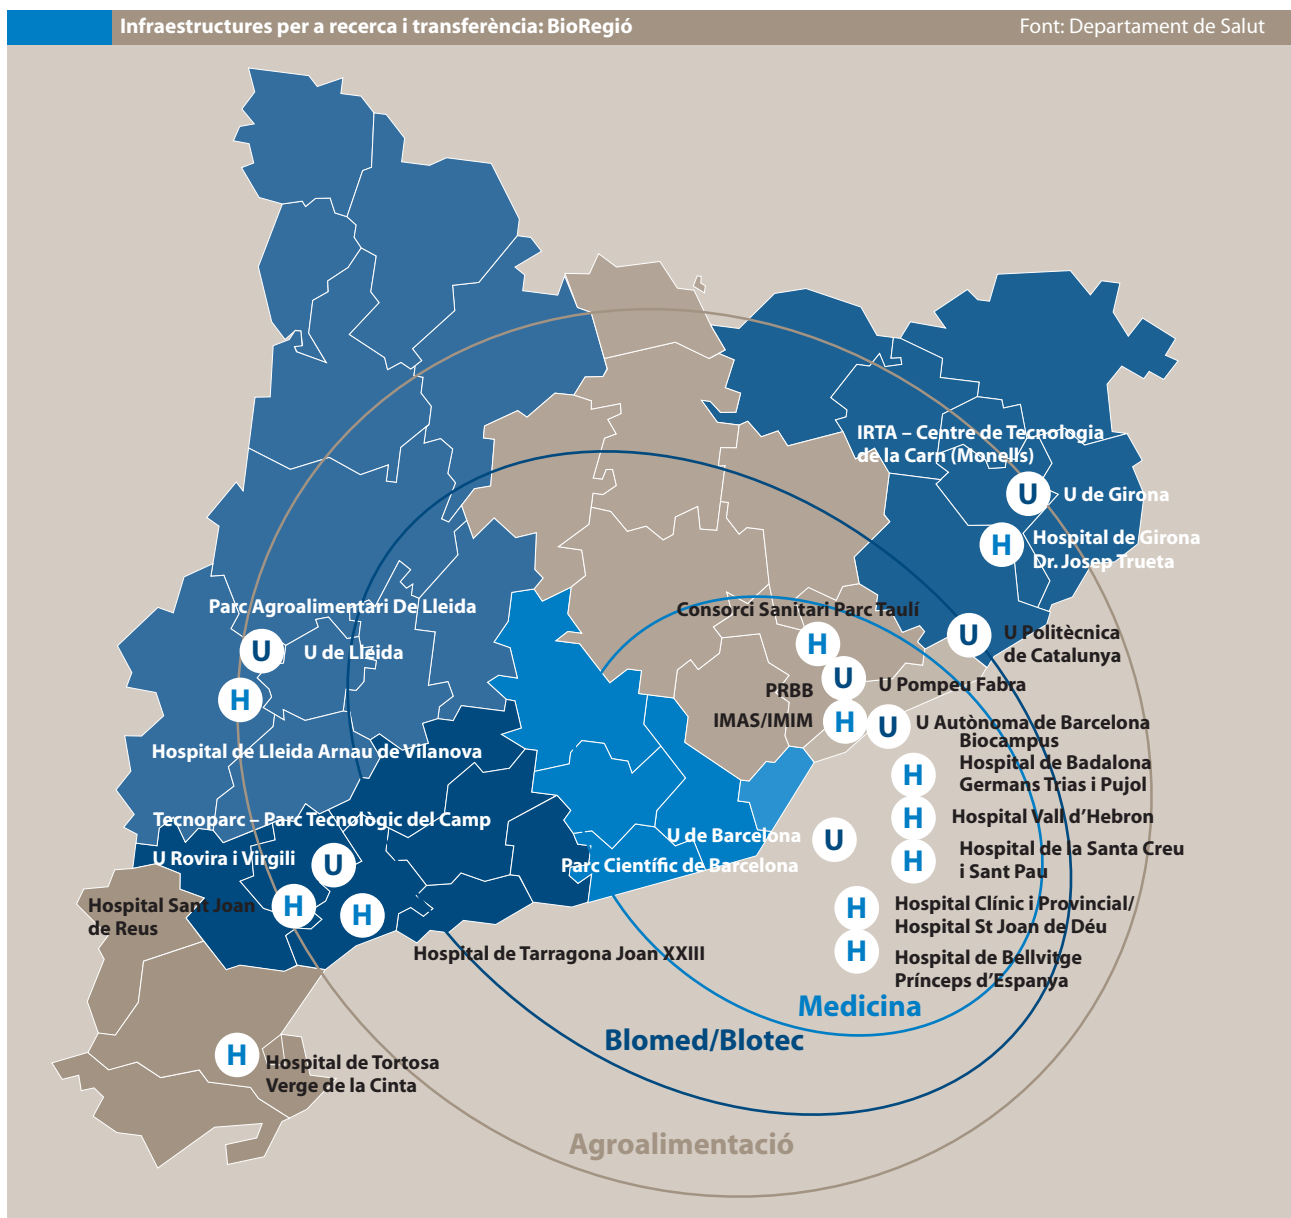 Infraestructures per a recerca i transferència: BioRegió
Font: Departament de Salut
IRTA – Centre de Tecnologia
de la Carn (Monells)
U
U de Girona
H
Hospital de Girona
Dr. Josep Trueta
Parc Agroalimentari De Lleida
U
U de Lleida
H
Hospital de Lleida Arnau de Vilanova
Consorci Sanitari Parc Taulí
H
U
U Politècnica
de Catalunya
U
U Pompeu Fabra
PRBB
IMAS/IMIM
H
U
U Autònoma de Barcelona
Biocampus
H
Hospital de Badalona
Germans Trias i Pujol
H
Hospital Vall d’Hebron
H
Hospital de la Santa Creu
i Sant Pau
Tecnoparc – Parc Tecnològic del Camp
U Rovira i Virgili
U
U de Barcelona
U
Parc Científic de Barcelona
Hospital Sant Joan
de Reus
H
H
Hospital de Tarragona Joan XXIII
H
Hospital Clínic i Provincial/
Hospital St Joan de Déu
H
Hospital de Bellvitge
Prínceps d’Espanya
Medicina
Blomed/Blotec
H
Hospital de Tortosa
Verge de la Cinta
Agroalimentació